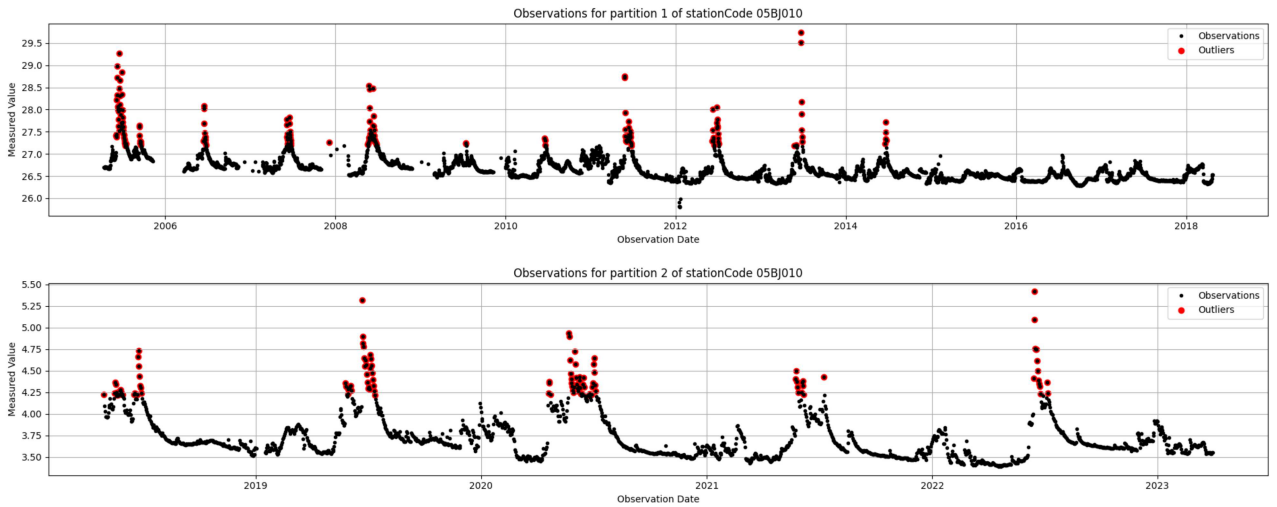 Observations for partition 1 of stationCode 05BJ010
Measured Value
29.5
29.0
28.5
28.0
27.5
27.0
26.5
26.0
Observations
Outliers
2006
2008
2010
2012
2014
2016
2018
Observation Date
Observations for partition 2 of stationCode 05BJ010
Measured Value
5.50
5.25
5.00
4.75
4.50
4.25
4.00
3.75
3.50
Observations
Outliers
2019
2020
2021
2022
2023
Observation Date